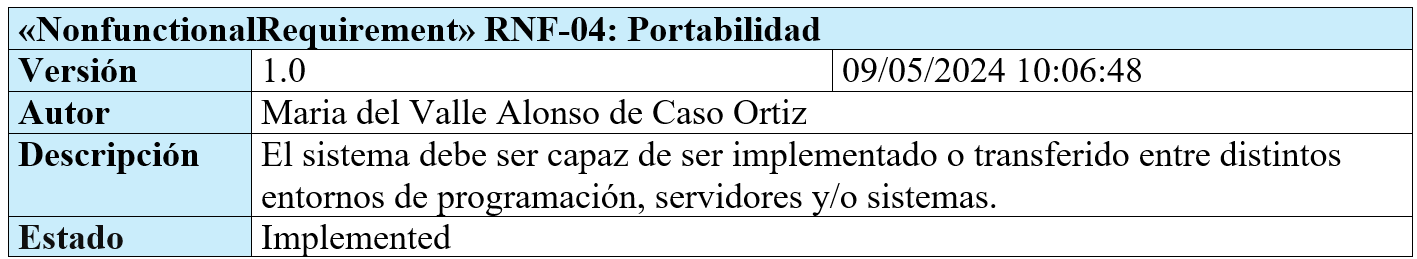 «NonfunctionalRequirement» RNF-04: Portabilidad
Versión 1.0 09/05/2024 10:06:48
Autor Maria del Valle Alonso de Caso Ortiz
Descripción El sistema debe ser capaz de ser implementado o transferido entre distintos
entornos de programación, servidores y/o sistemas.
Estado Implemented